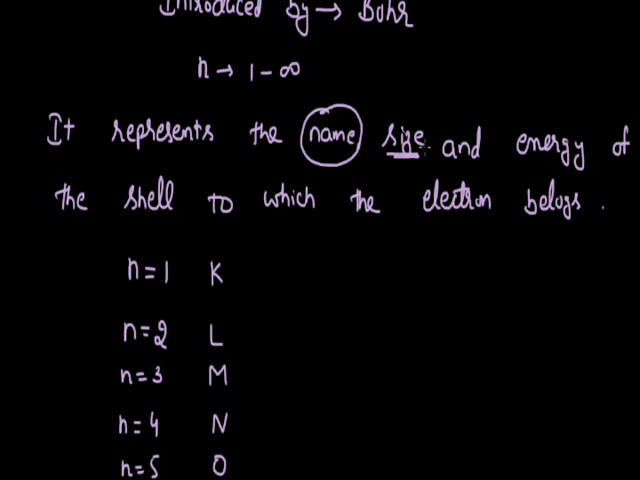 Introduced by → Bohr
n → 1 - ∞
It represents the name size and energy of
the shell to which the electron belogs .
n = 1 K
n = 2 L
n = 3 M
n = 4 N
n = 5 O